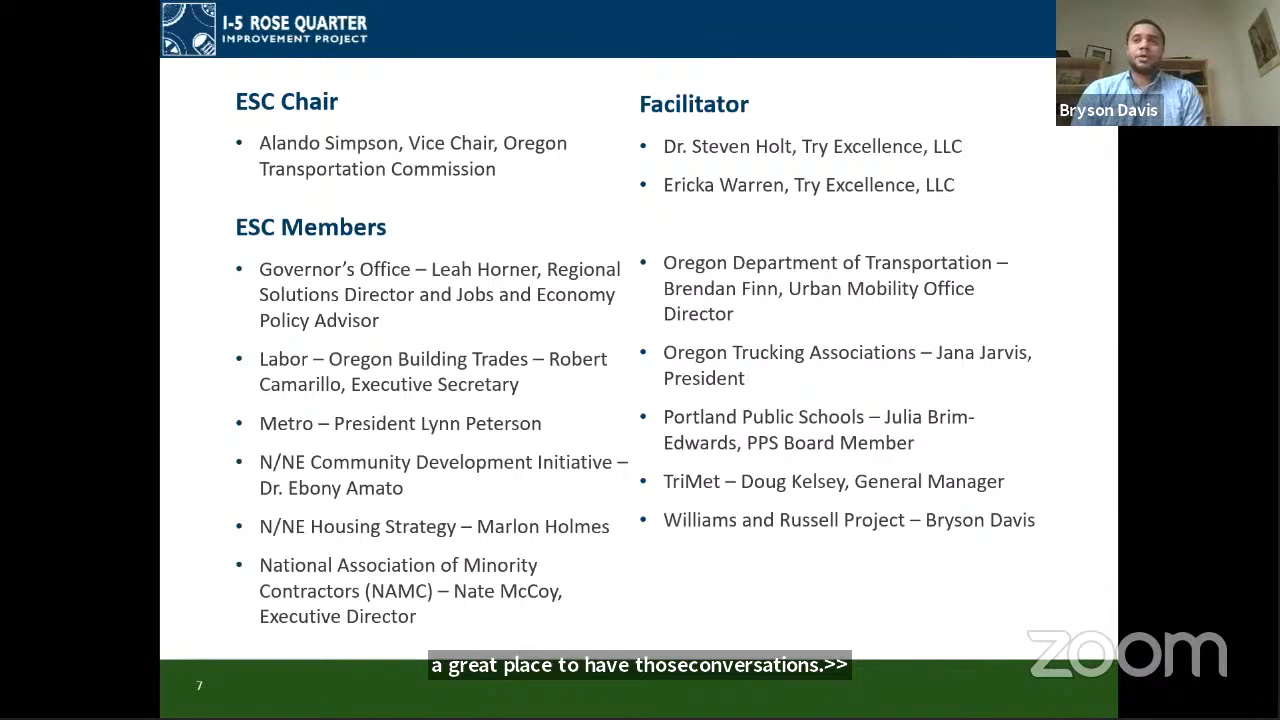 I-5 ROSE QUARTER
IMPROVEMENT PROJECT
ESC Chair
• Alando Simpson, Vice Chair, Oregon
Transportation Commission
ESC Members
• Governor’s Office – Leah Horner, Regional
Solutions Director and Jobs and Economy
Policy Advisor
• Labor – Oregon Building Trades – Robert
Camarillo, Executive Secretary
• Metro – President Lynn Peterson
• N/NE Community Development Initiative –
Dr. Ebony Amato
• N/NE Housing Strategy – Marlon Holmes
• National Association of Minority
Contractors (NAMC) – Nate McCoy,
Executive Director
Facilitator
• Dr. Steven Holt, Try Excellence, LLC
• Ericka Warren, Try Excellence, LLC
• Oregon Department of Transportation –
Brendan Finn, Urban Mobility Office
Director
• Oregon Trucking Associations – Jana Jarvis,
President
• Portland Public Schools – Julia Brim-
Edwards, PPS Board Member
• TriMet – Doug Kelsey, General Manager
• Williams and Russell Project – Bryson Davis
Bryson Davis
a great place to have thoseconversations.>>
zoom
7